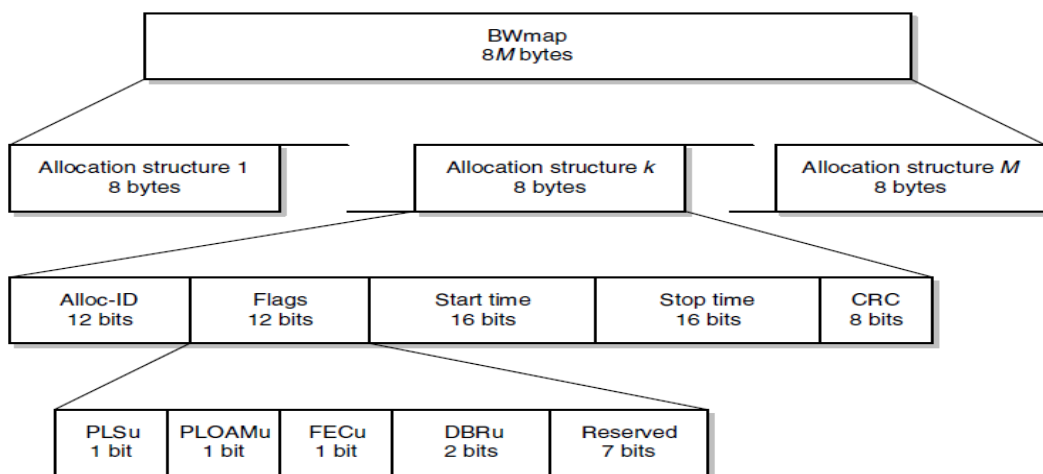 BWmap
8M bytes
Allocation structure 1
8 bytes
Allocation structure k
8 bytes
Allocation structure M
8 bytes
Alloc-ID
12 bits
Flags
12 bits
Start time
16 bits
Stop time
16 bits
CRC
8 bits
PLSu
1 bit
PLOAMu
1 bit
FECu
1 bit
DBRu
2 bits
Reserved
7 bits